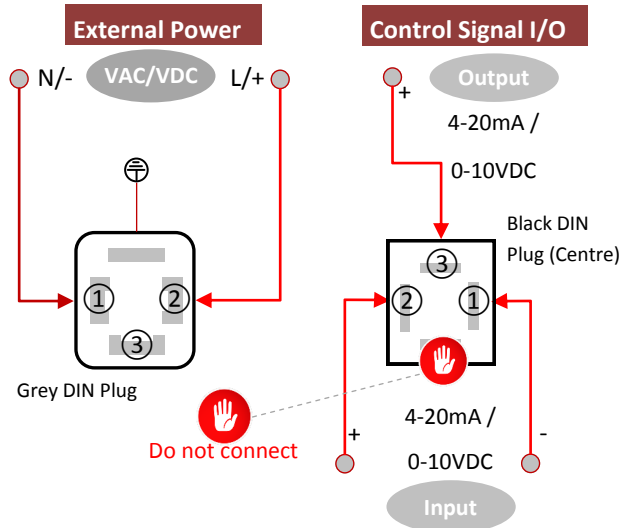 External Power
N/-
VAC/VDC
L/+
1
2
3
Grey DIN Plug
Do not connect
Control Signal I/O
Output
+
4-20mA /
0-10VDC
Black DIN
Plug (Centre)
3
2
1
+
4-20mA /
-
0-10VDC
Input